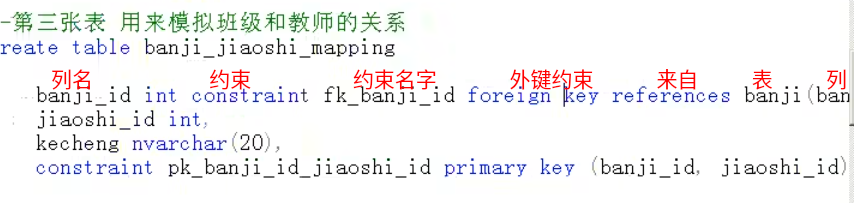 -第三张表 用来模拟班级和教师的关系
reate table banji_jiaoshi_mapping
列名 约束 约束名字 外键约束 来自 表 列
banji_id int constraint fk_banji_id foreign key references banji(ban
jiaoshi_id int,
kecheng nvarchar(20),
constraint pk_banji_id_jiaoshi_id primary key (banji_id, jiaoshi_id)